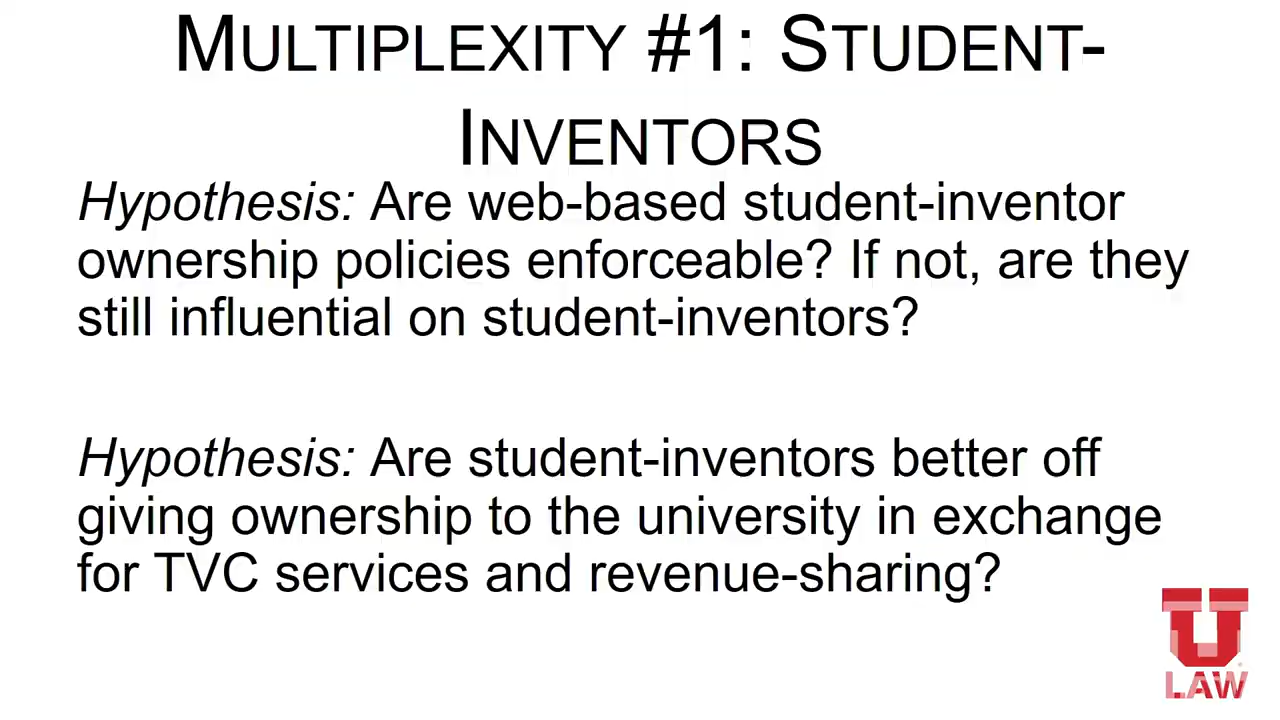 MULTIPLEXITY #1: STUDENT-
INVENTORS
Hypothesis: Are web-based student-inventor
ownership policies enforceable? If not, are they
still influential on student-inventors?
Hypothesis: Are student-inventors better off
giving ownership to the university in exchange
for TVC services and revenue-sharing?
U
LAW